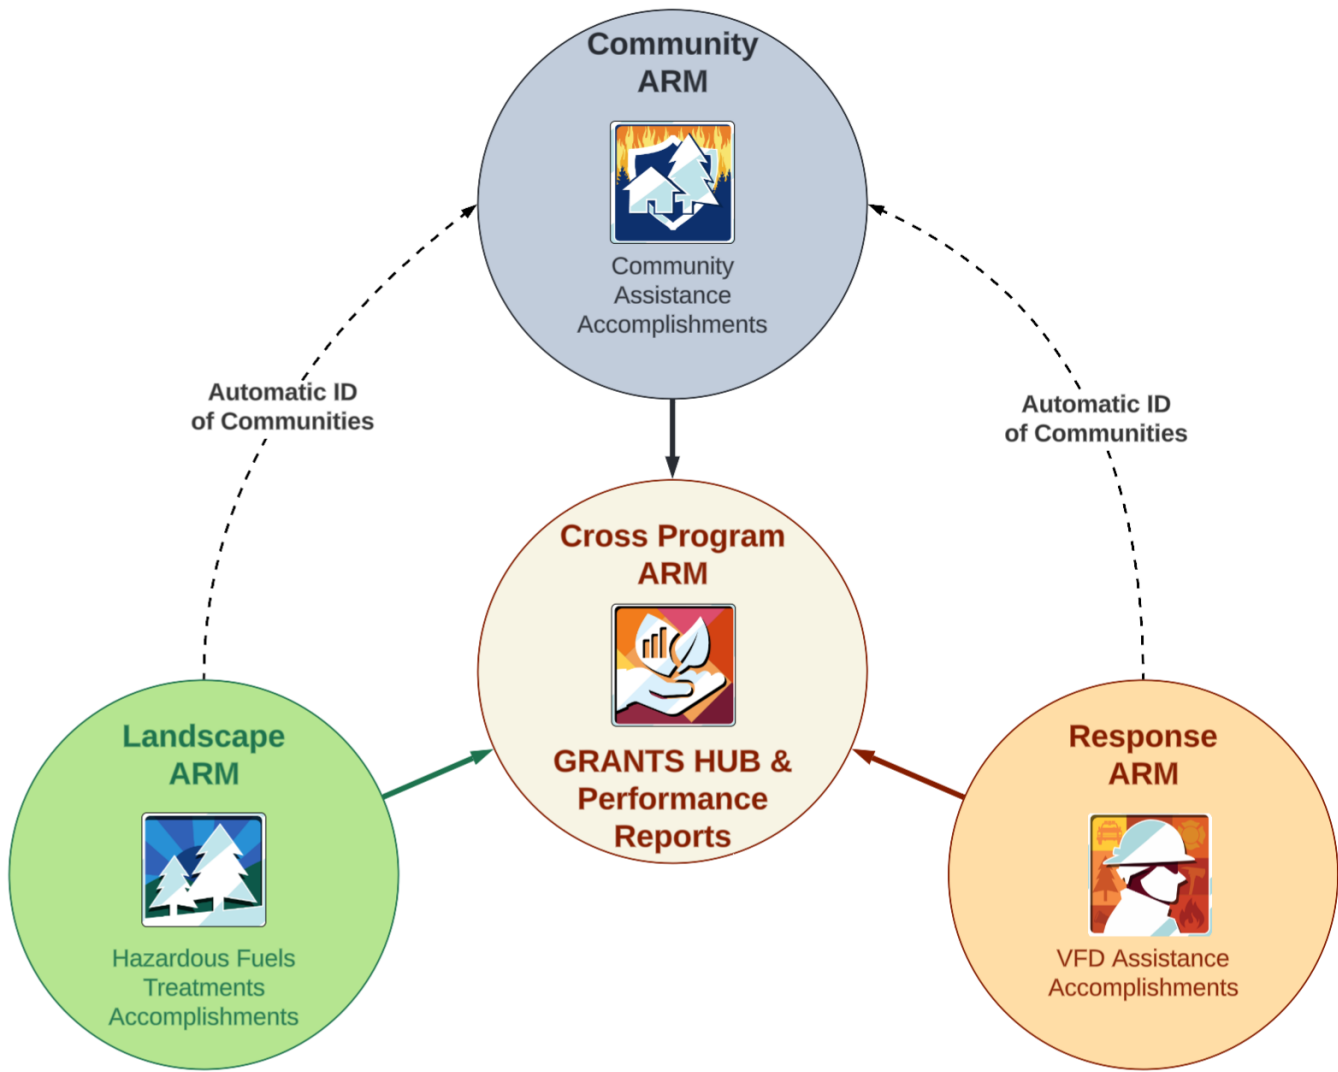 Community
ARM
Community
Assistance
Accomplishments
Automatic ID
of Communities
Automatic ID
of Communities
Cross Program
ARM
GRANTS HUB &
Performance
Reports
Landscape
ARM
Hazardous Fuels
Treatments
Accomplishments
Response
ARM
VFD Assistance
Accomplishments